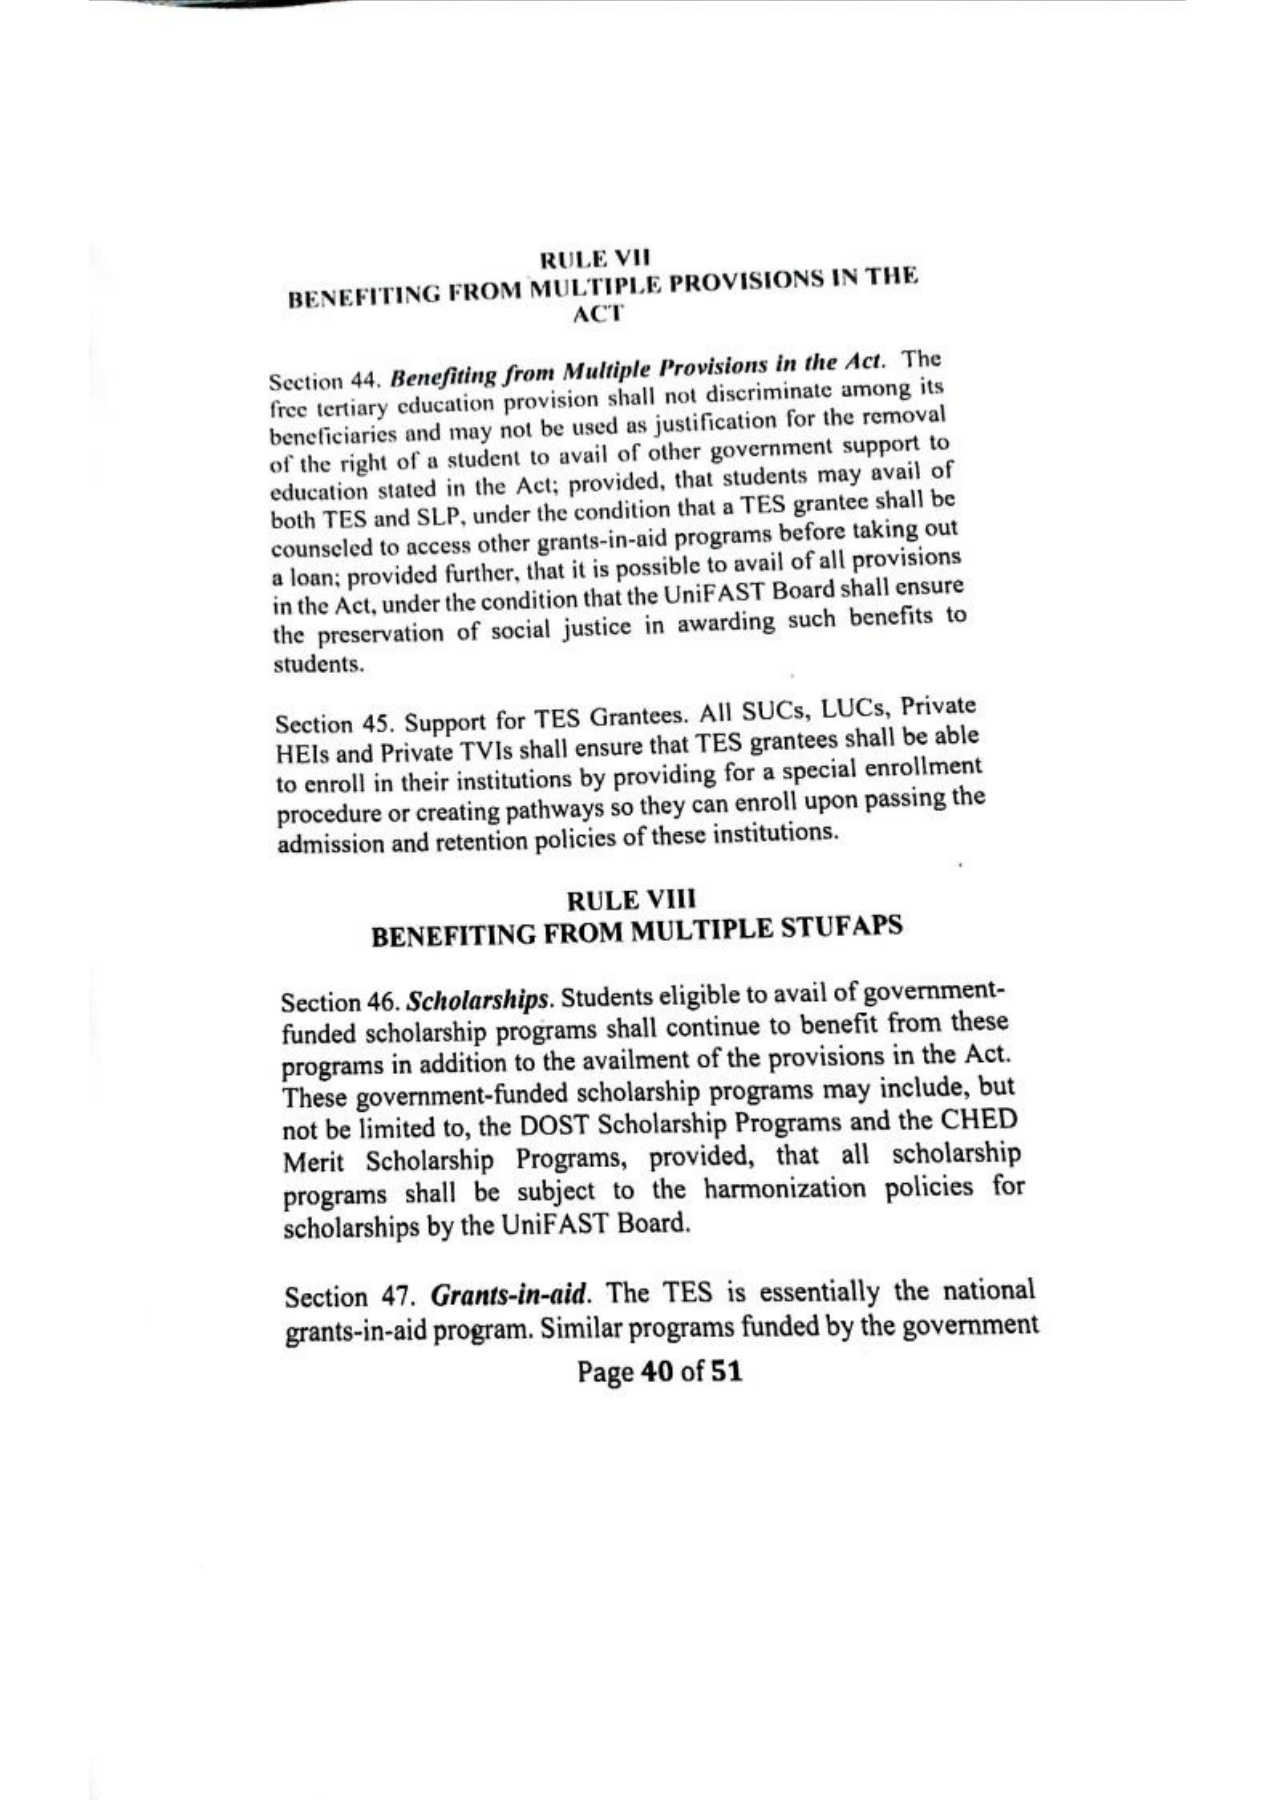 RULE VII
BENEFITING FROM MULTIPLE PROVISIONS IN THE
ACT
Section 44. Benefiting from Multiple Provisions in the Act. The
free tertiary education provision shall not discriminate among its
beneficiaries and may not be used as justification for the removal
of the right of a student to avail of other government support to
education stated in the Act; provided, that students may avail of
both TES and SLP, under the condition that a TES grantee shall be
counseled to access other grants-in-aid programs before taking out
a loan; provided further, that it is possible to avail of all provisions
in the Act, under the condition that the UniFAST Board shall ensure
the preservation of social justice in awarding such benefits to
students.
Section 45. Support for TES Grantees. All SUCs, LUCs, Private
HEIs and Private TVIs shall ensure that TES grantees shall be able
to enroll in their institutions by providing for a special enrollment
procedure or creating pathways so they can enroll upon passing the
admission and retention policies of these institutions.
RULE VIII
BENEFITING FROM MULTIPLE STUFAPS
Section 46. Scholarships. Students eligible to avail of government-
funded scholarship programs shall continue to benefit from these
programs in addition to the availment of the provisions in the Act.
These government-funded scholarship programs may include, but
not be limited to, the DOST Scholarship Programs and the CHED
Merit Scholarship Programs, provided, that all scholarship
programs shall be subject to the harmonization policies for
scholarships by the UniFAST Board.
Section 47. Grants-in-aid. The TES is essentially the national
grants-in-aid program. Similar programs funded by the government
Page 40 of 51